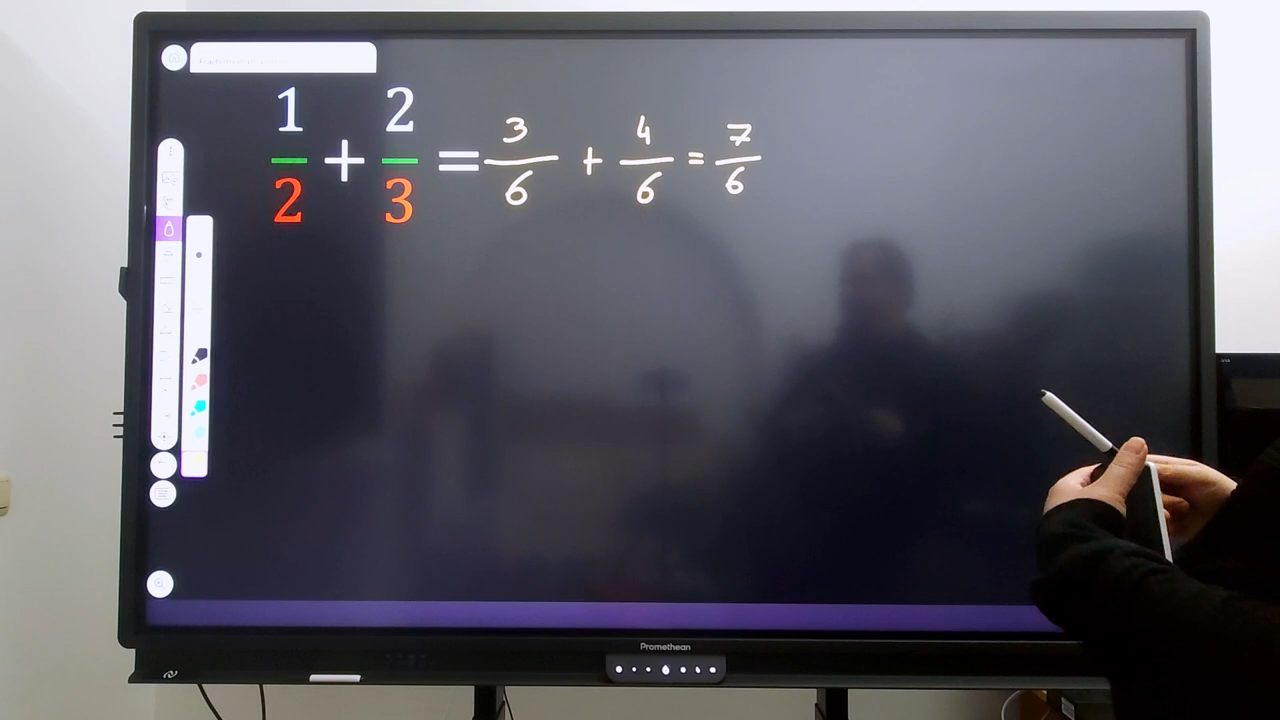 1/2 + 2/3 = 3/6 + 4/6 = 7/6
Promethean